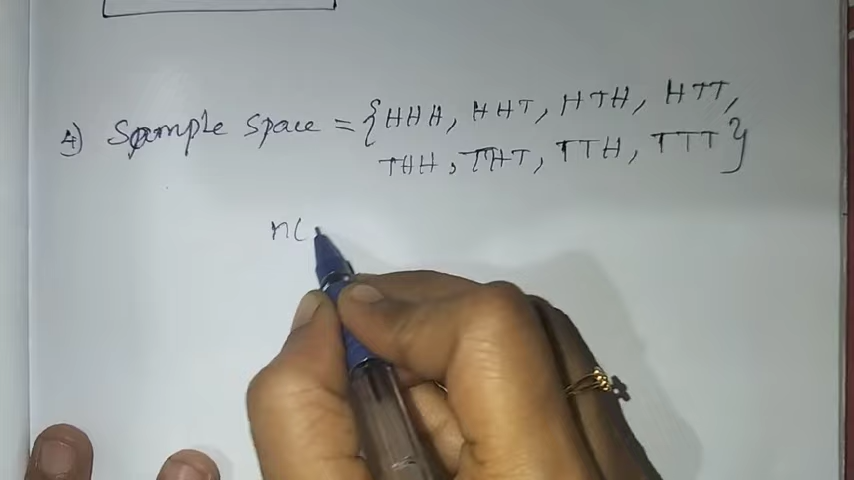 4) Sample space = {HHH, HHT, HTH, HTT,
THH, THT, TTH, TTT}
n(